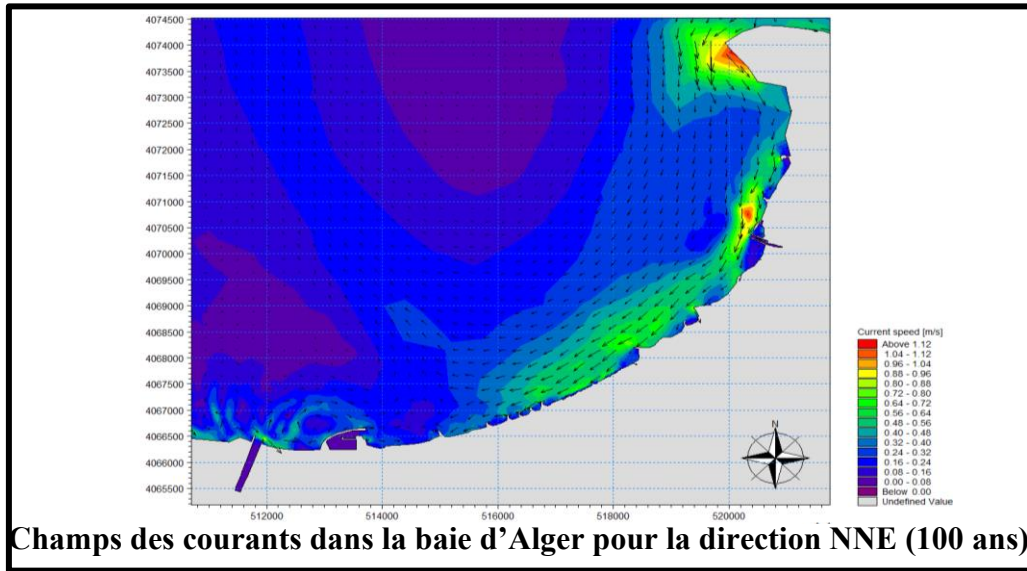 4074500
4074000
4073500
4073000
4072500
4072000
4071500
4071000
4070500
4070000
4069500
4069000
4068500
4068000
4067500
4067000
4066500
4066000
4065500
512000 514000 516000 518000 520000
N
Current speed [m/s]
Above 1.12
1.04 - 1.12
0.96 - 1.04
0.88 - 0.96
0.80 - 0.88
0.72 - 0.80
0.64 - 0.72
0.56 - 0.64
0.48 - 0.56
0.40 - 0.48
0.32 - 0.40
0.24 - 0.32
0.16 - 0.24
0.08 - 0.16
0.00 - 0.08
Below 0.00
Undefined Value
Champs des courants dans la baie d’Alger pour la direction NNE (100 ans)